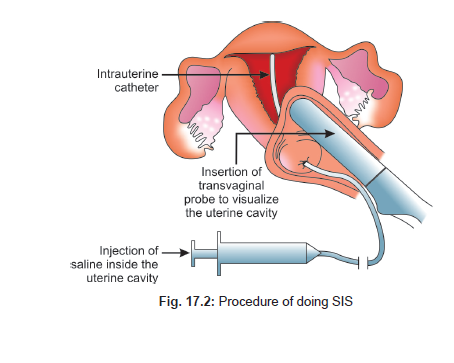 Intrauterine
catheter
Insertion of
transvaginal
probe to visualize
the uterine cavity
Injection of
saline inside the
uterine cavity
Fig. 17.2: Procedure of doing SIS